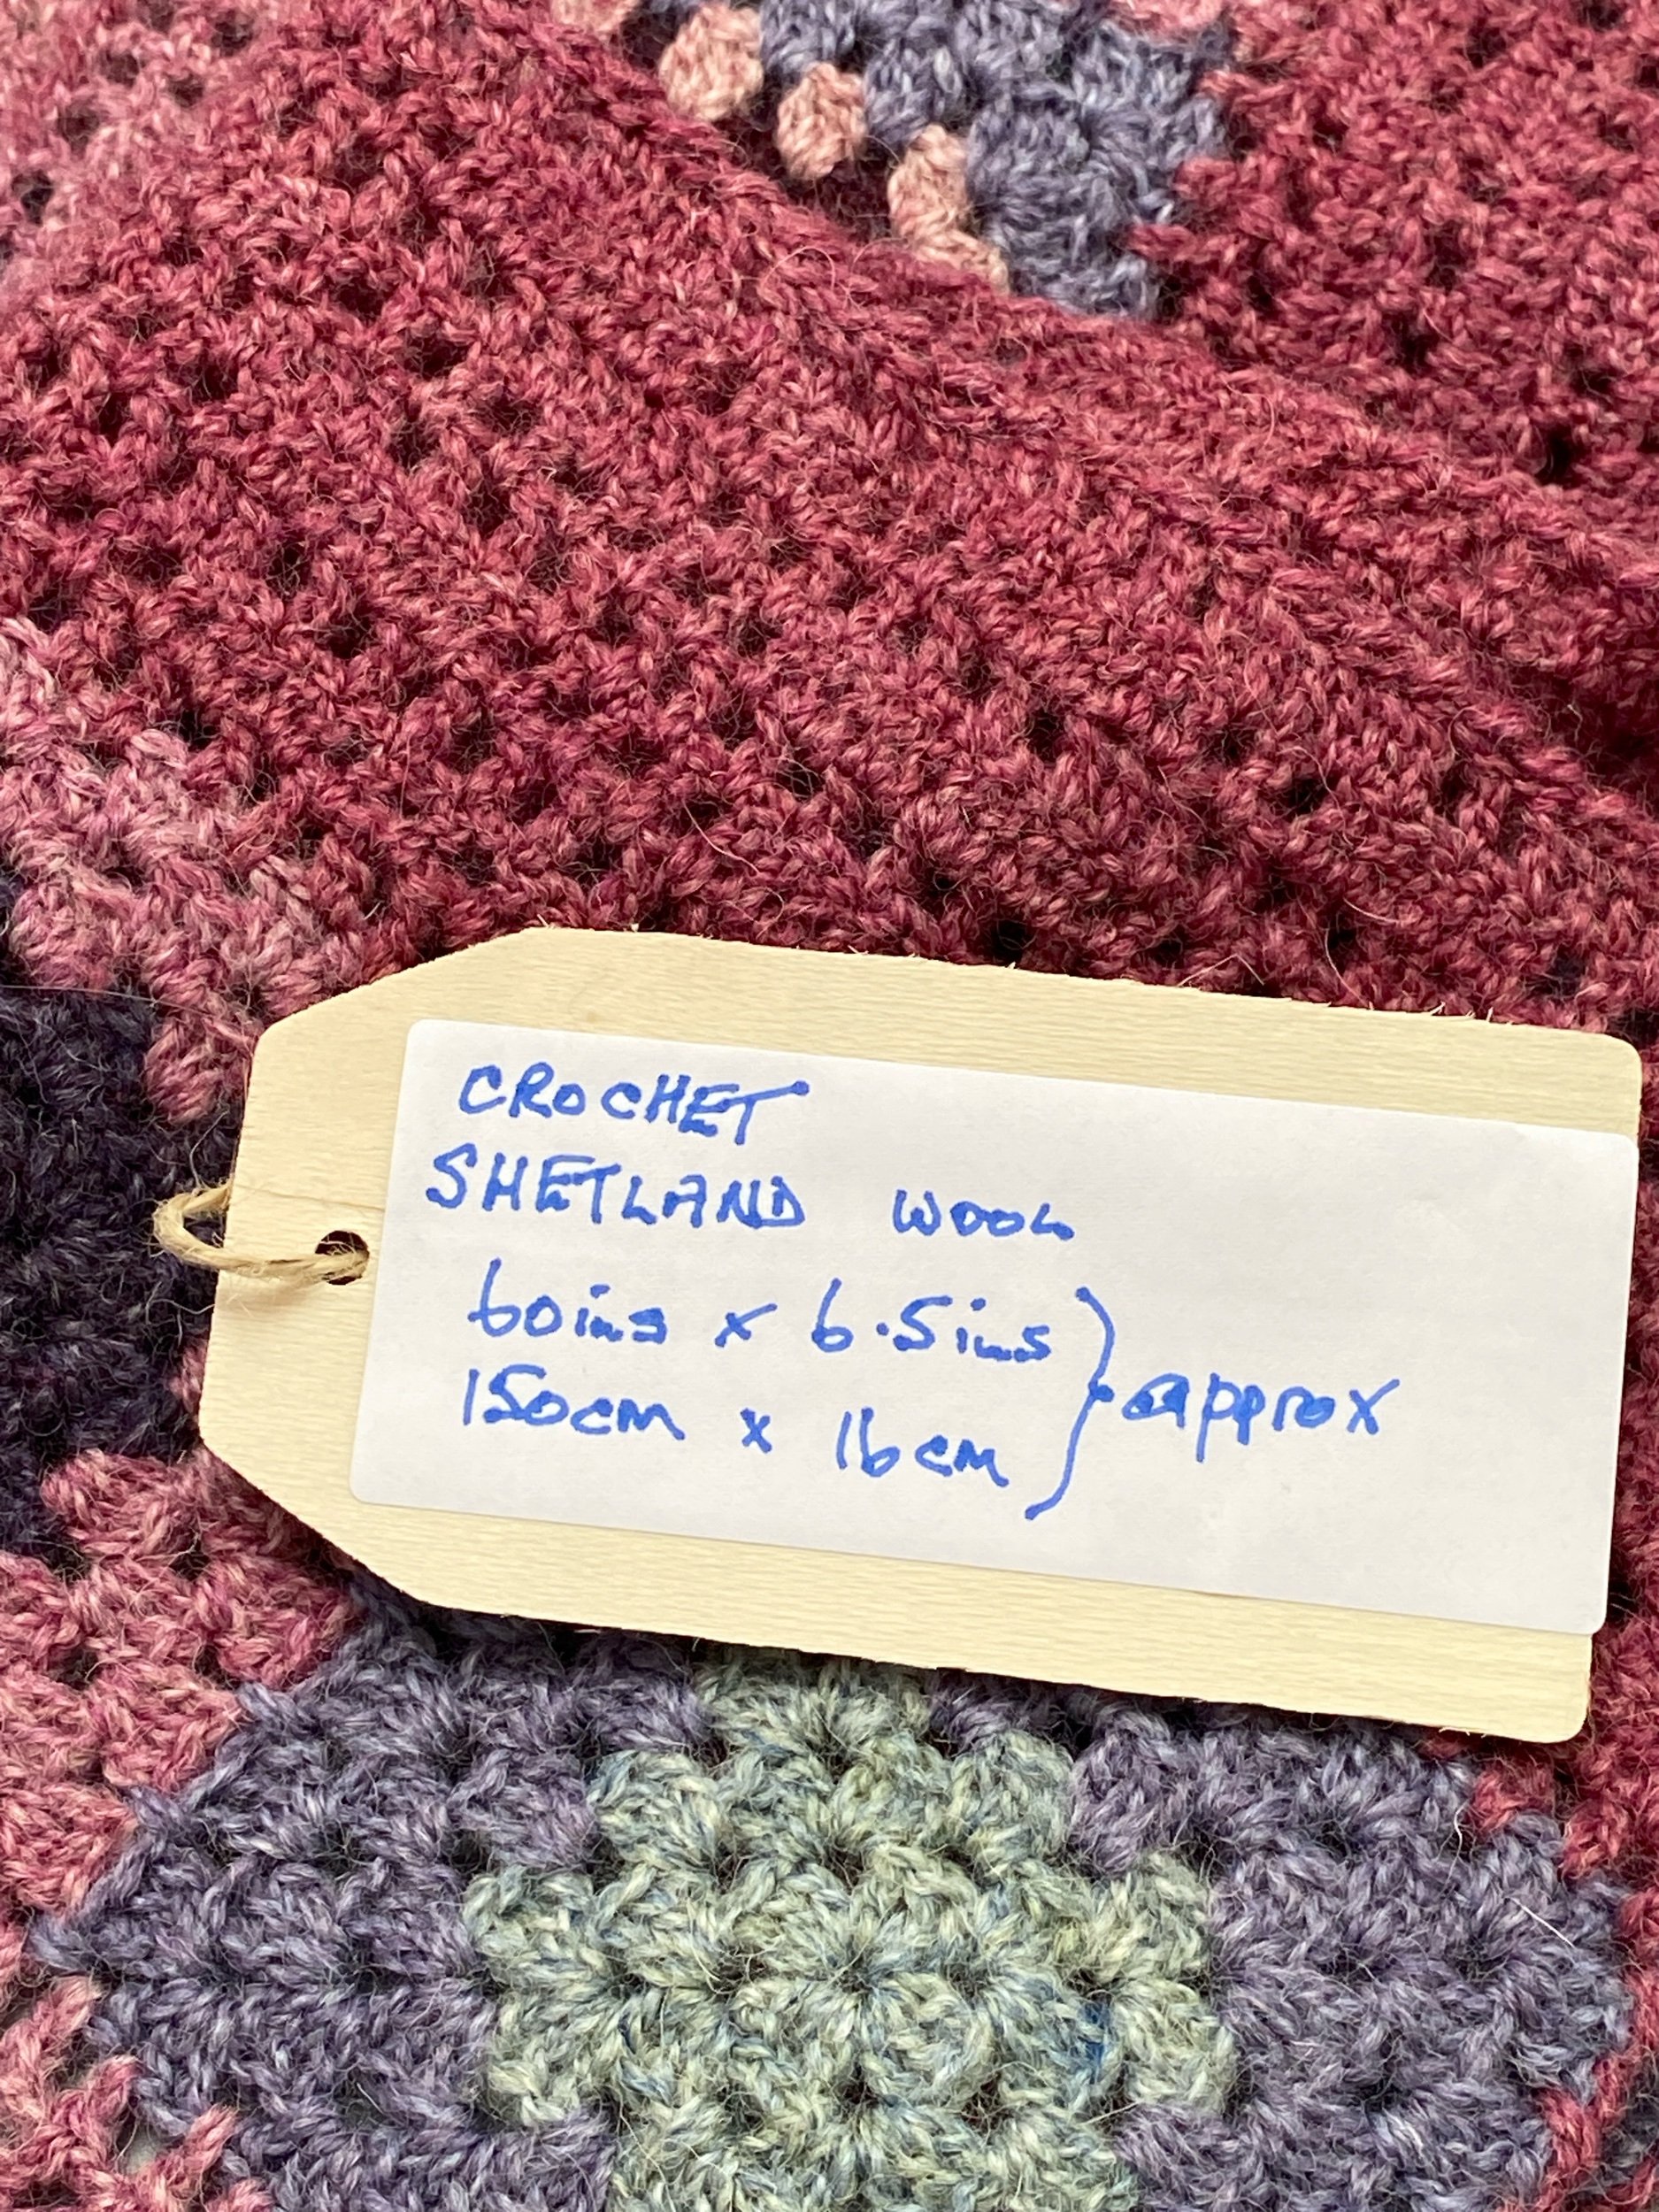 CROCHET
SHETLAND WOOL
60ins x 6.5ins
150cm x 16cm } approx